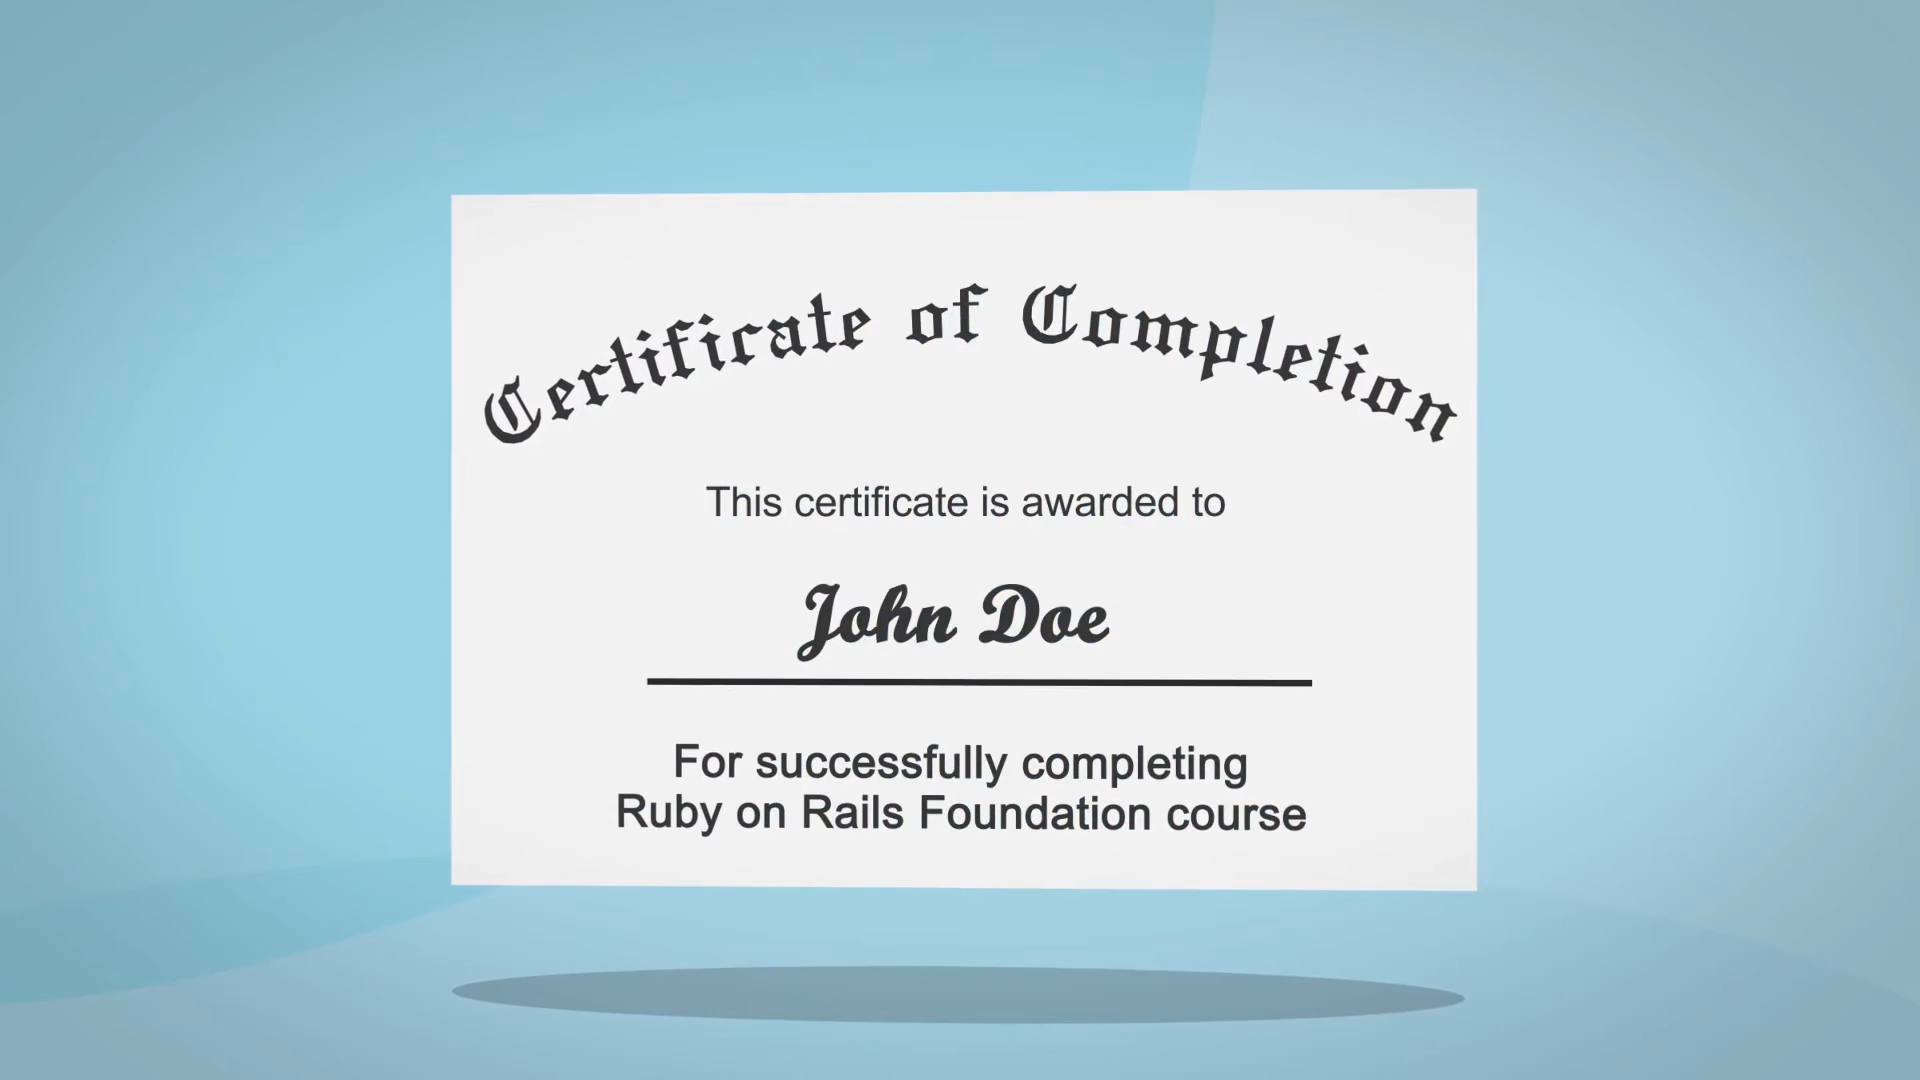 Certificate of Completion
This certificate is awarded to
John Doe
For successfully completing
Ruby on Rails Foundation course